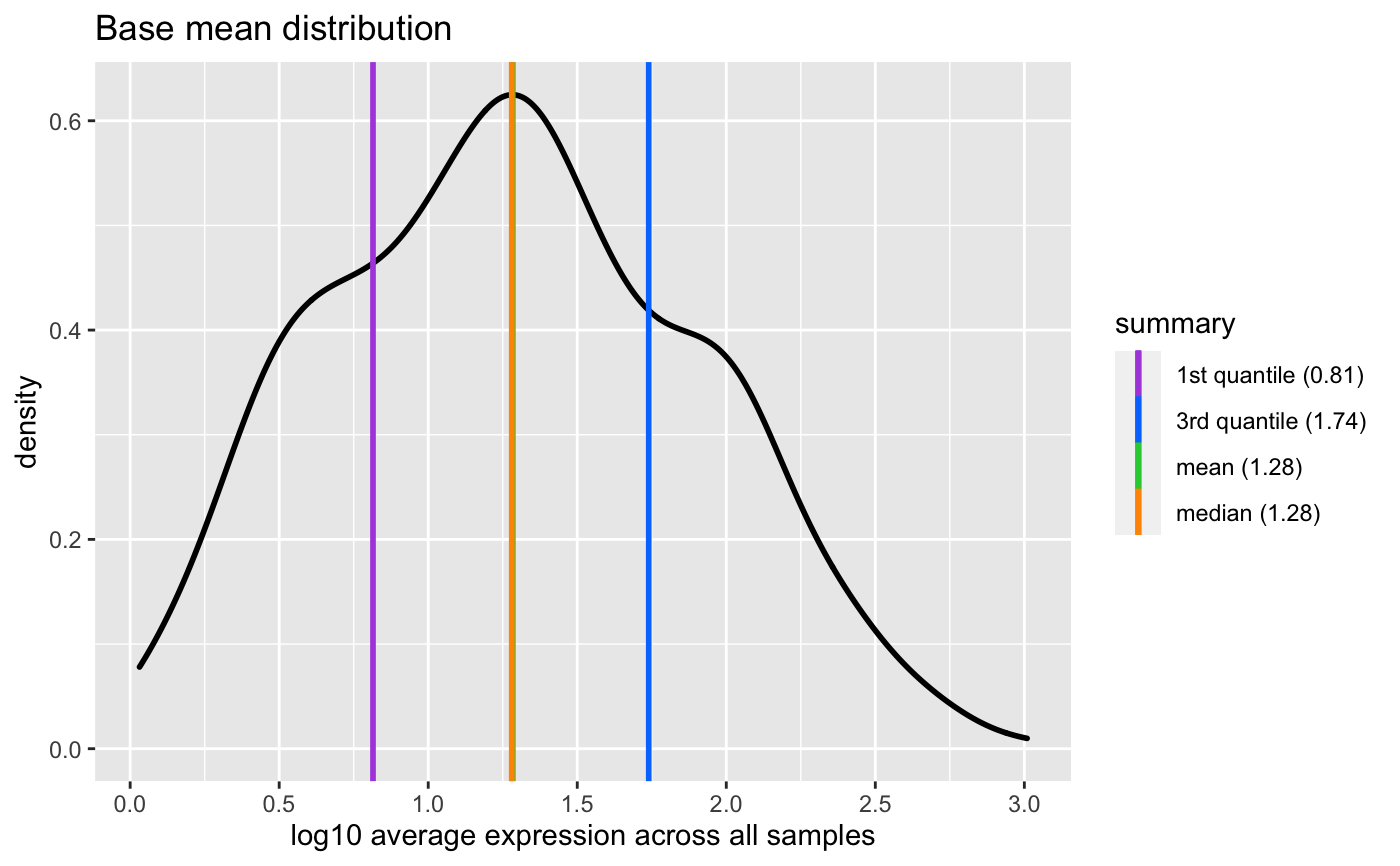 Base mean distribution
0.6
0.4
0.2
0.0
density
0.0 0.5 1.0 1.5 2.0 2.5 3.0
log10 average expression across all samples
summary
1st quantile (0.81)
3rd quantile (1.74)
mean (1.28)
median (1.28)